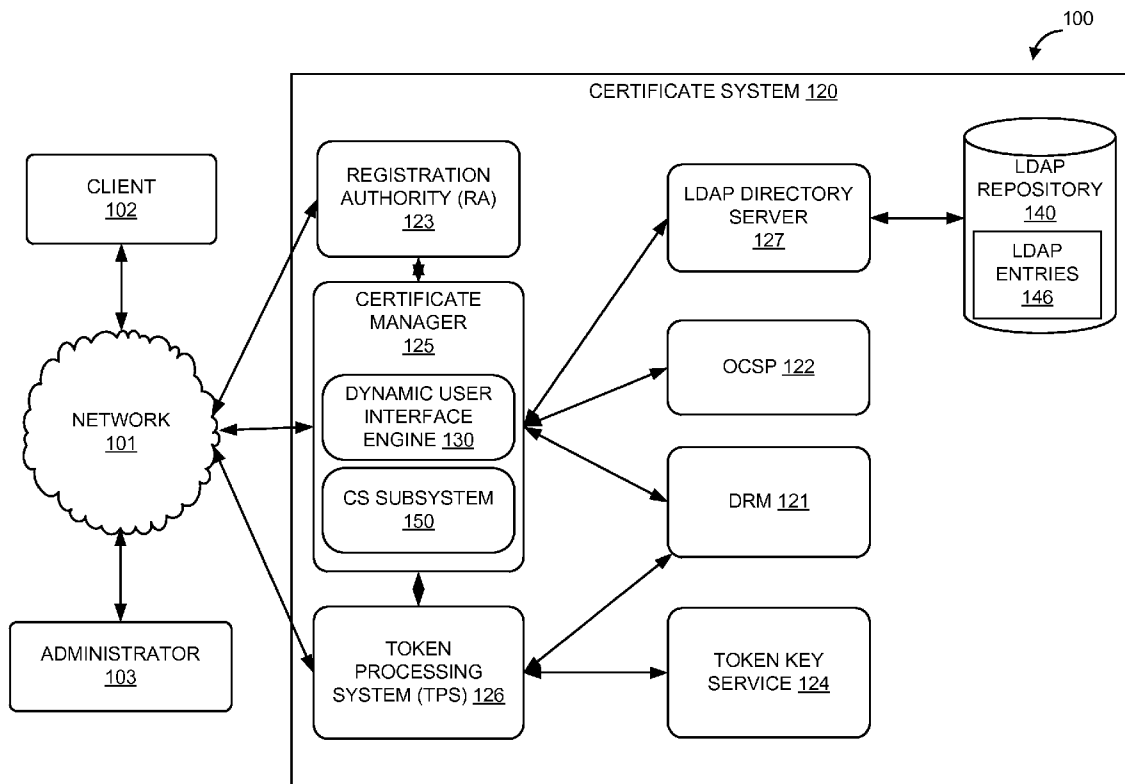 100
CERTIFICATE SYSTEM 120
CLIENT
102
NETWORK
101
ADMINISTRATOR
103
REGISTRATION
AUTHORITY (RA)
123
CERTIFICATE
MANAGER
125
DYNAMIC USER
INTERFACE
ENGINE 130
CS SUBSYSTEM
150
TOKEN
PROCESSING
SYSTEM (TPS) 126
LDAP DIRECTORY
SERVER
127
OCSP 122
DRM 121
TOKEN KEY
SERVICE 124
LDAP
REPOSITORY
140
LDAP
ENTRIES
146